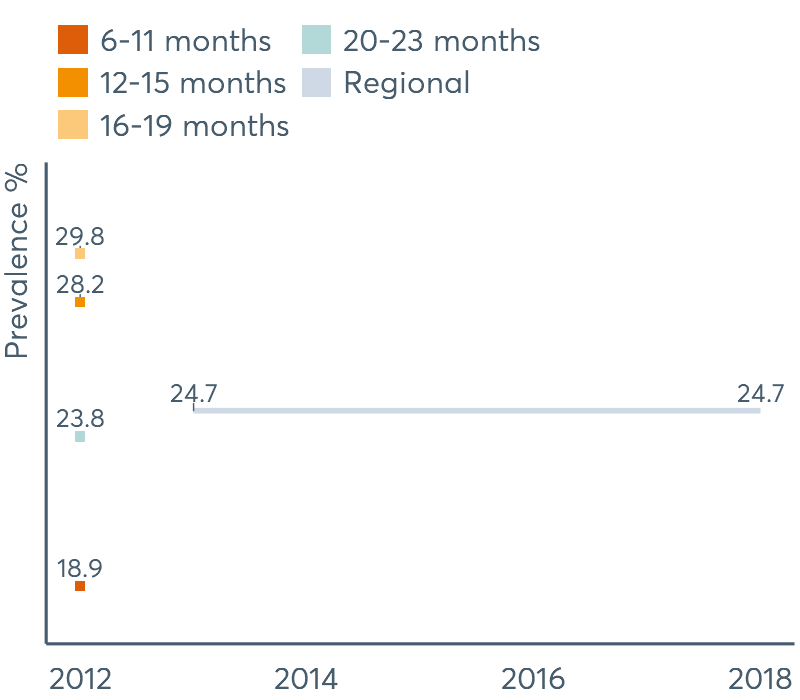 6-11 months
20-23 months
12-15 months
Regional
16-19 months
Prevalence %
29.8
28.2
24.7
24.7
23.8
18.9
2012
2014
2016
2018